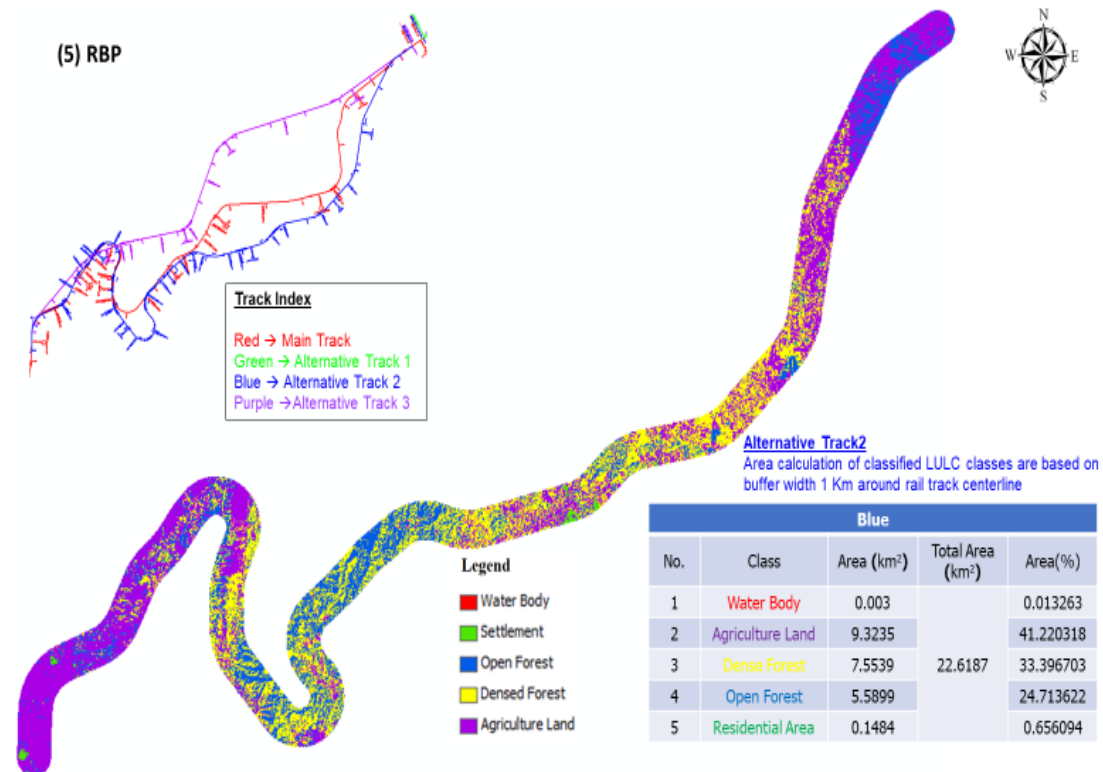 (5) RBP
N
W
E
S
Track Index
Red → Main Track
Green → Alternative Track 1
Blue → Alternative Track 2
Purple →Alternative Track 3
Alternative Track2
Area calculation of classified LULC classes are based on
buffer width 1 Km around rail track centerline
Legend
Water Body
Settlement
Open Forest
Densed Forest
Agriculture Land
Blue
No. Class Area (km²) Total Area (km²) Area(%)
1 Water Body 0.003 0.013263
2 Agriculture Land 9.3235 41.220318
3 Dense Forest 7.5539 22.6187 33.396703
4 Open Forest 5.5899 24.713622
5 Residential Area 0.1484 0.656094